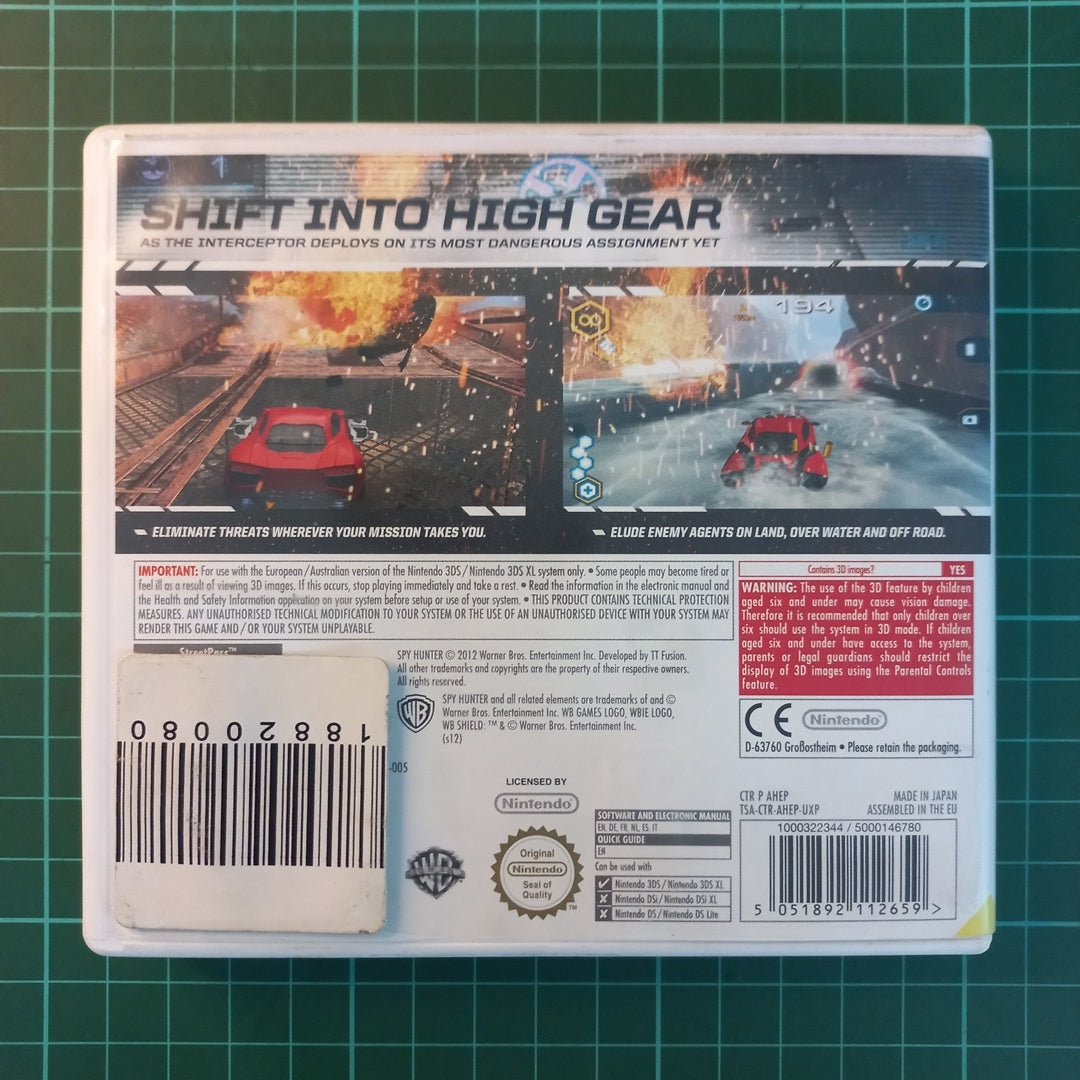 1
SHIFT INTO HIGH GEAR
AS THE INTERCEPTOR DEPLOYS ON ITS MOST DANGEROUS ASSIGNMENT YET
194
ELIMINATE THREATS WHEREVER YOUR MISSION TAKES YOU.
ELUDE ENEMY AGENTS ON LAND, OVER WATER AND OFF ROAD.
IMPORTANT: For use with the European/Australian version of the Nintendo 3DS/Nintendo 3DS XL system only. • Some people may become tired or
feel ill as a result of viewing 3D images. If this occurs, stop playing immediately and take a rest. • Read the information in the electronic manual and
the Health and Safety Information application on your system before setup or use of your system. • THIS PRODUCT CONTAINS TECHNICAL PROTECTION
MEASURES. ANY UNAUTHORISED TECHNICAL MODIFICATION TO YOUR SYSTEM OR THE USE OF AN UNAUTHORISED DEVICE WITH YOUR SYSTEM MAY
RENDER THIS GAME AND/OR YOUR SYSTEM UNPLAYABLE.
Contains 3D images? YES
WARNING: The use of the 3D feature by children
aged six and under may cause vision damage.
Therefore it is recommended that only children over
six should use the system in 3D mode. If children
aged six and under have access to the system,
parents or legal guardians should restrict the
display of 3D images using the Parental Controls
feature.
StreetPass™
18820080
-005
SPY HUNTER © 2012 Warner Bros. Entertainment Inc. Developed by TT Fusion.
All other trademarks and copyrights are the property of their respective owners.
All rights reserved.
WB
SPY HUNTER and all related elements are trademarks of and ©
Warner Bros. Entertainment Inc. WB GAMES LOGO, WBIE LOGO,
WB SHIELD: ™ & © Warner Bros. Entertainment Inc.
(s12)
CE Nintendo
D-63760 Großostheim • Please retain the packaging.
LICENSED BY
Nintendo
WB
Original
Nintendo
Seal of
Quality
™
SOFTWARE AND ELECTRONIC MANUAL
EN, DE, FR, NL, ES, IT
QUICK GUIDE
EN
Can be used with
Nintendo 3DS/Nintendo 3DS XL
Nintendo DSi/Nintendo DSi XL
Nintendo DS/Nintendo DS Lite
CTR P AHEP MADE IN JAPAN
TSA-CTR-AHEP-UXP ASSEMBLED IN THE EU
1000322344 / 5000146780
5 051892 112659 >